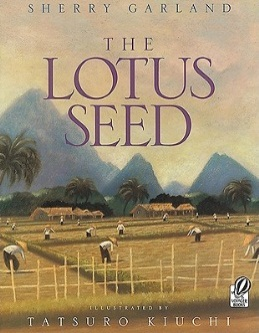 SHERRY GARLAND
THE
LOTUS
SEED
ILLUSTRATED BY
TATSURO KIUCHI